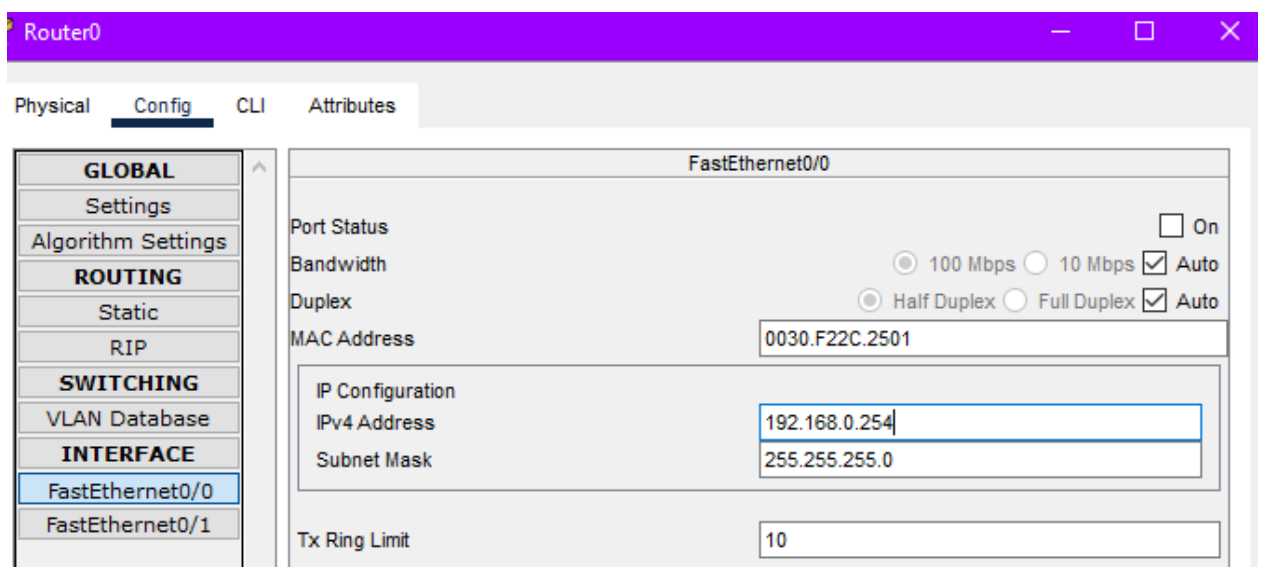 Router0
Physical Config CLI Attributes
GLOBAL
Settings
Algorithm Settings
ROUTING
Static
RIP
SWITCHING
VLAN Database
INTERFACE
FastEthernet0/0
FastEthernet0/1
FastEthernet0/0
Port Status On
Bandwidth 100 Mbps 10 Mbps Auto
Duplex Half Duplex Full Duplex Auto
MAC Address 0030.F22C.2501
IP Configuration
IPv4 Address 192.168.0.254
Subnet Mask 255.255.255.0
Tx Ring Limit 10